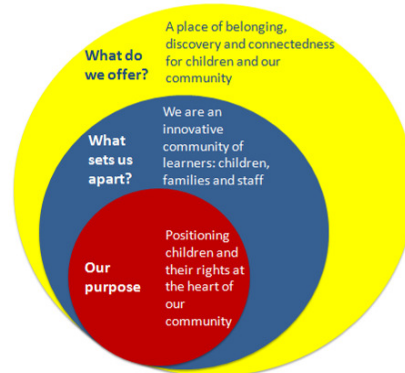 What do
we offer?
A place of belonging,
discovery and connectedness
for children and our
community
What
sets us
apart?
We are an
innovative
community of
learners: children,
families and staff
Our
purpose
Positioning
children and
their rights at
the heart of
our
community